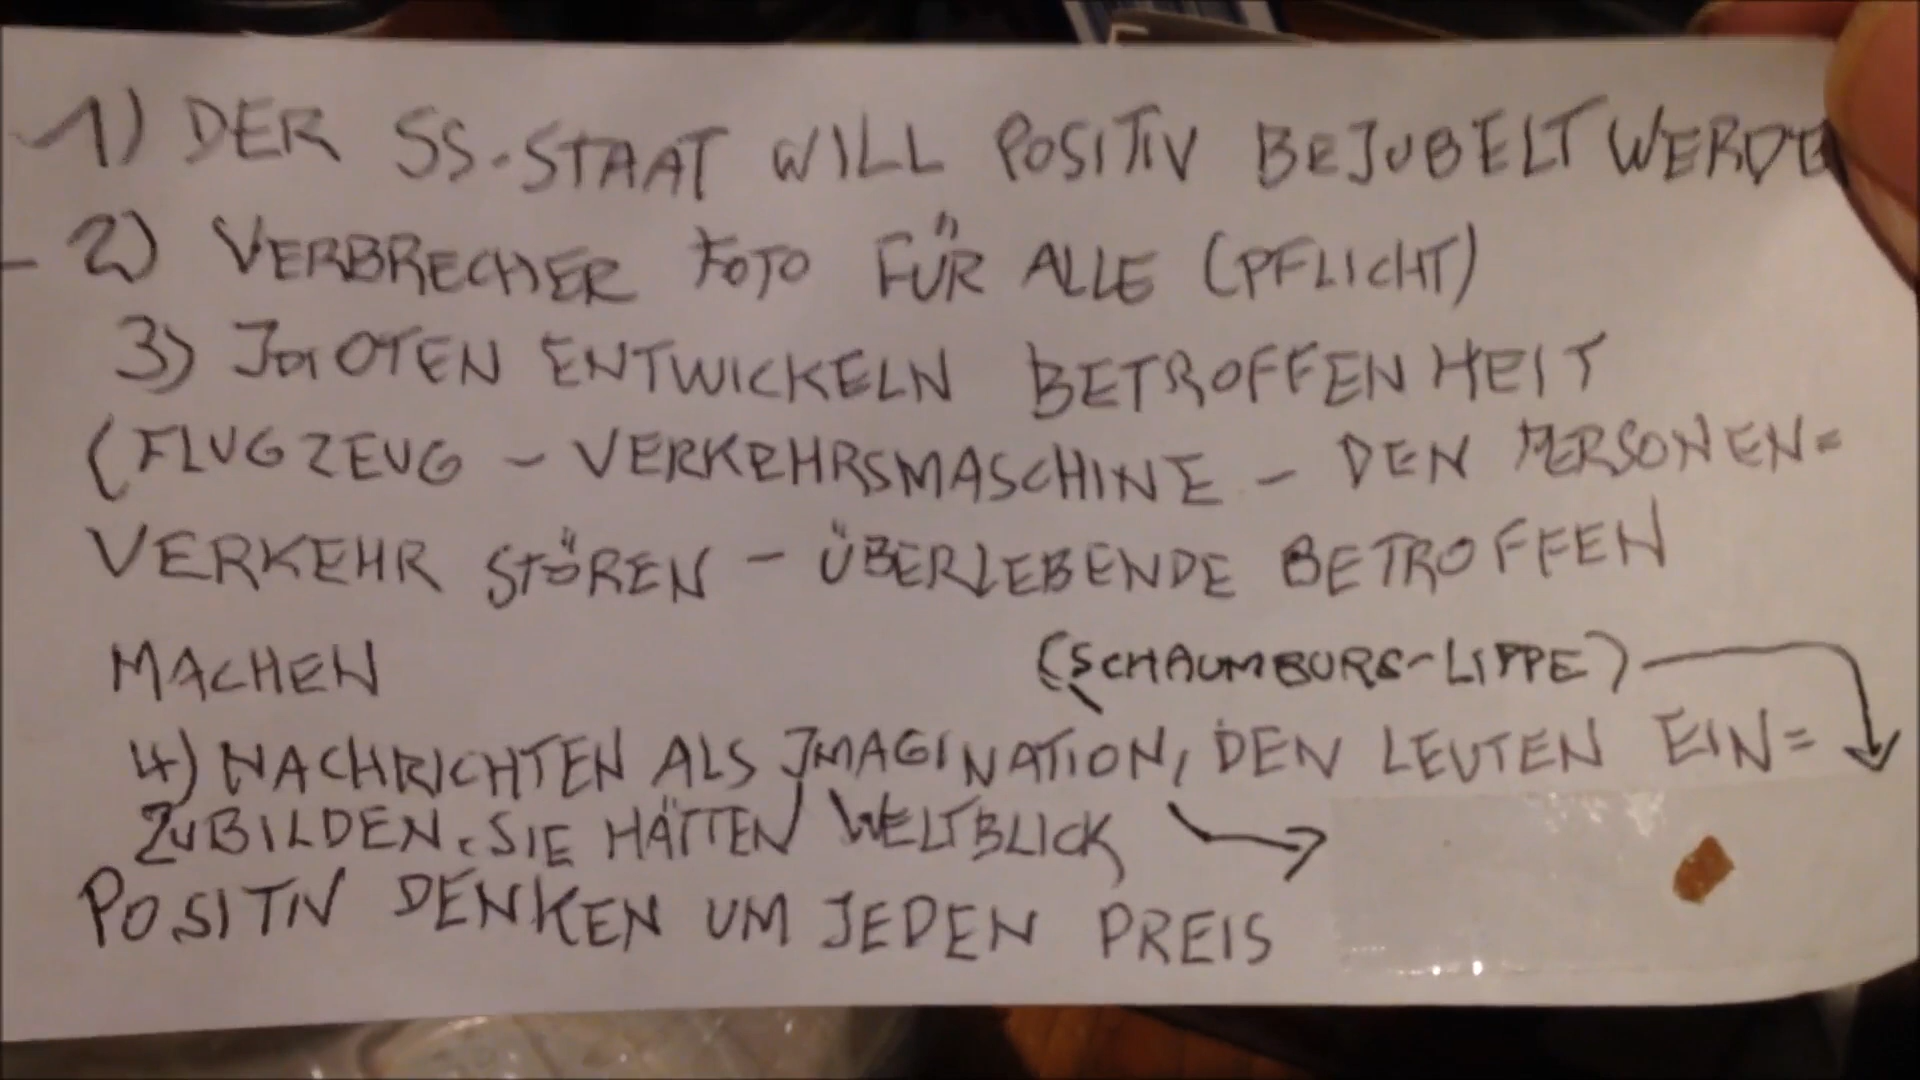 1) DER SS-STAAT WILL POSITIV BEJUBELT WERDE
2) VERBRECHER FOTO FÜR ALLE (PFLICHT)
3) IDIOTEN ENTWICKELN BETROFFENHEIT
(FLUGZEUG - VERKEHRSMASCHINE - DEN PERSONEN=
VERKEHR STÖREN - ÜBERLEBENDE BETROFFEN
MACHEN
(SCHAUMBURG-LIPPE)
4) NACHRICHTEN ALS IMAGINATION, DEN LEUTEN EIN=
ZUBILDEN, SIE HÄTTEN WELTBLICK
POSITIV DENKEN UM JEDEN PREIS